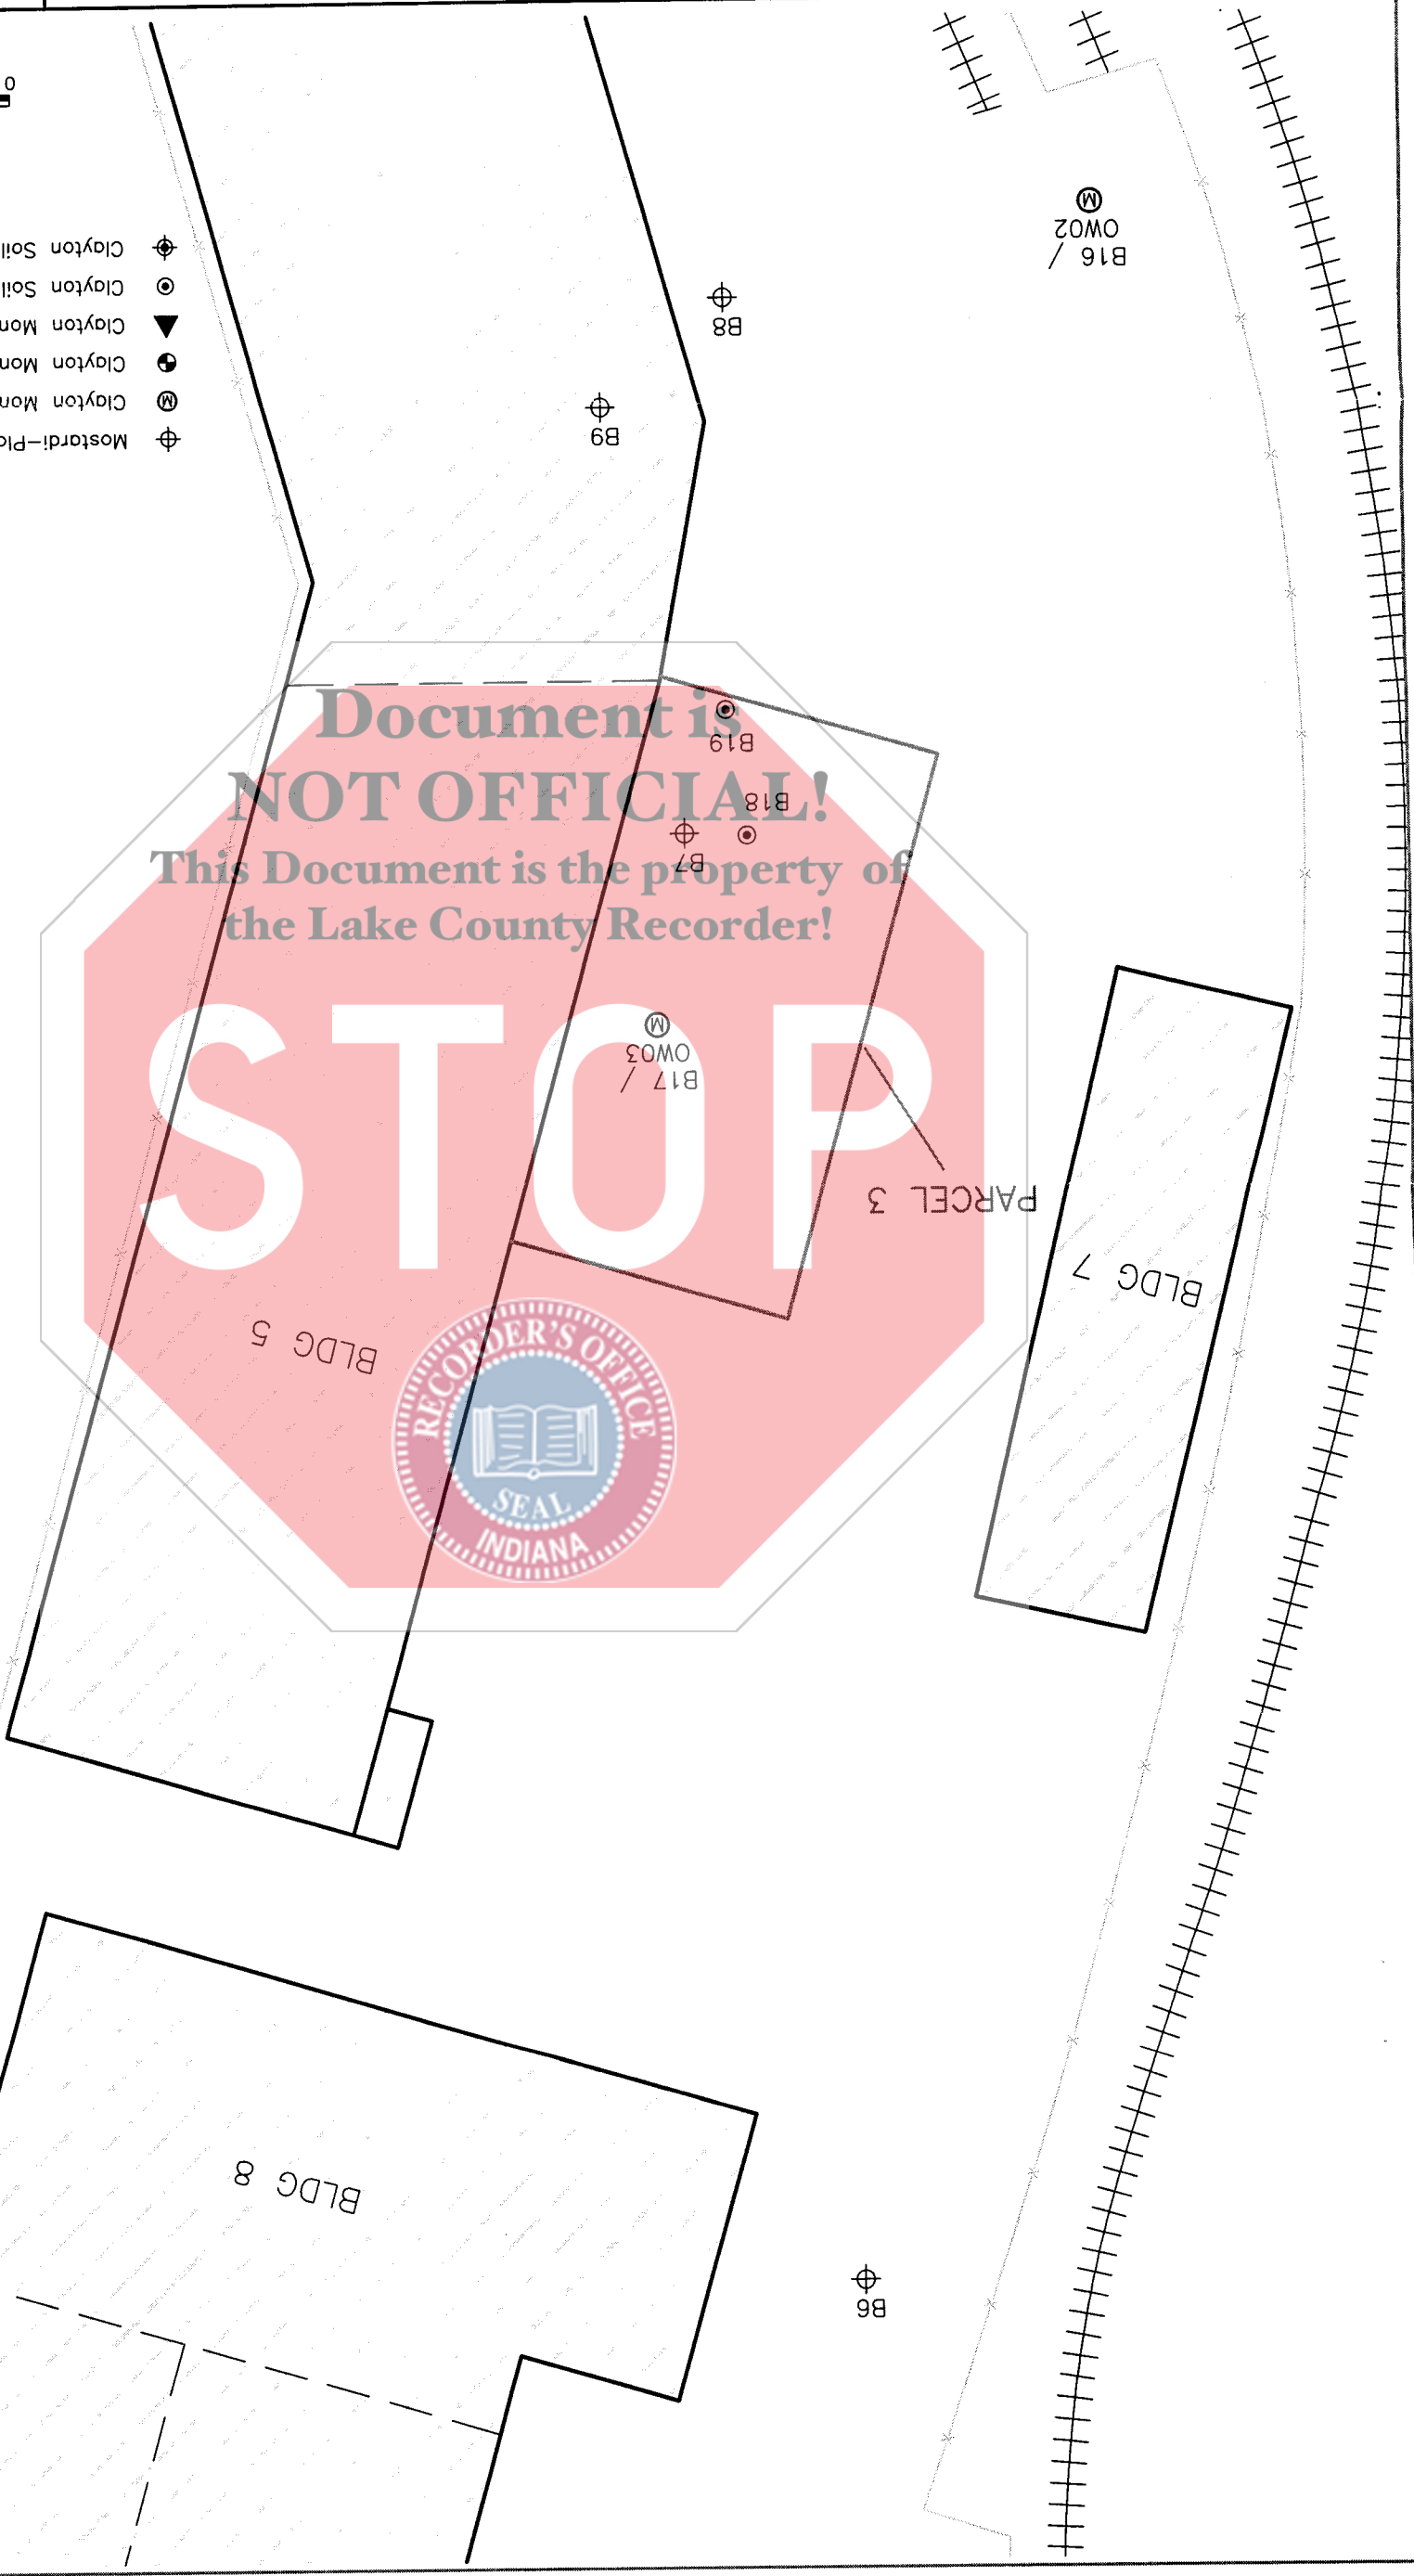 0
Clayton Soil
Clayton Soil
Clayton Mon
Clayton Mon
Clayton Mon
Mostardi-Pla
B16 /
OW02
M
B8
B9
Document is
NOT OFFICIAL!
This Document is the property of
the Lake County Recorder!
STOP
B19
B18
B7
M
B17 /
OW03
PARCEL 3
BLDG 7
BLDG 5
RECORDER'S OFFICE
SEAL
INDIANA
BLDG 8
B6